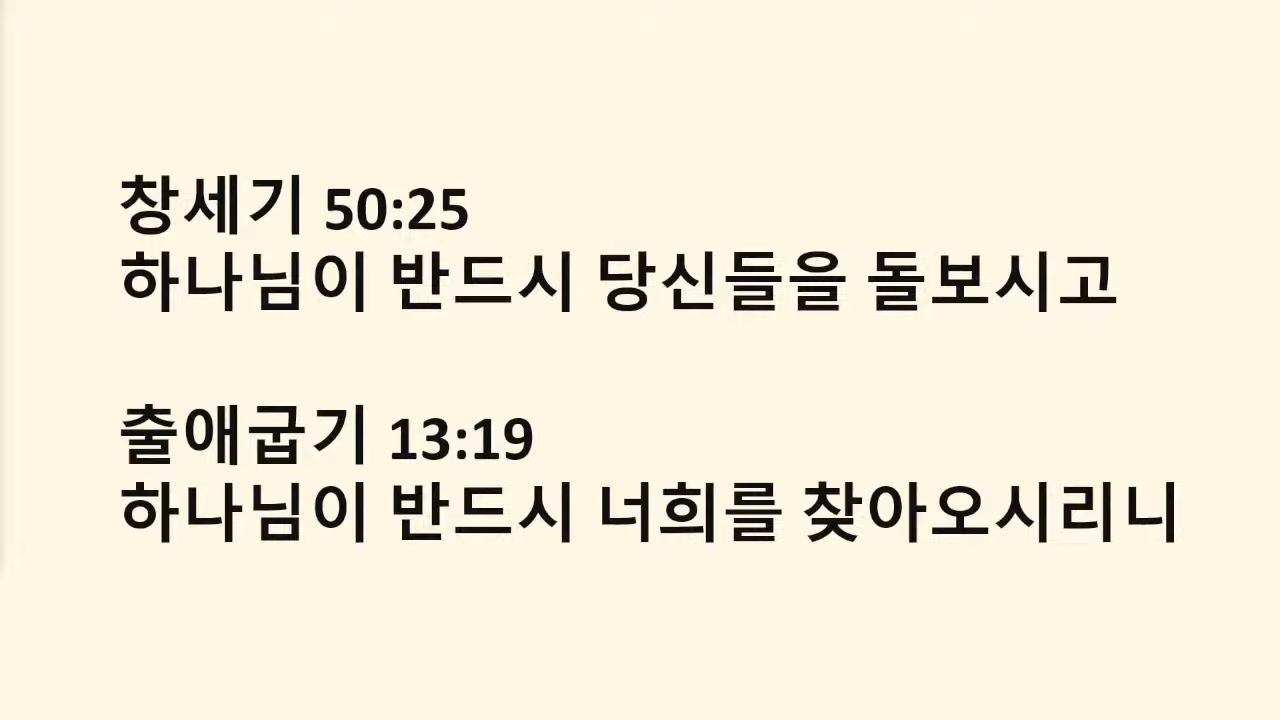 창세기 50:25
하나님이 반드시 당신들을 돌보시고
출애굽기 13:19
하나님이 반드시 너희를 찾아오시리니